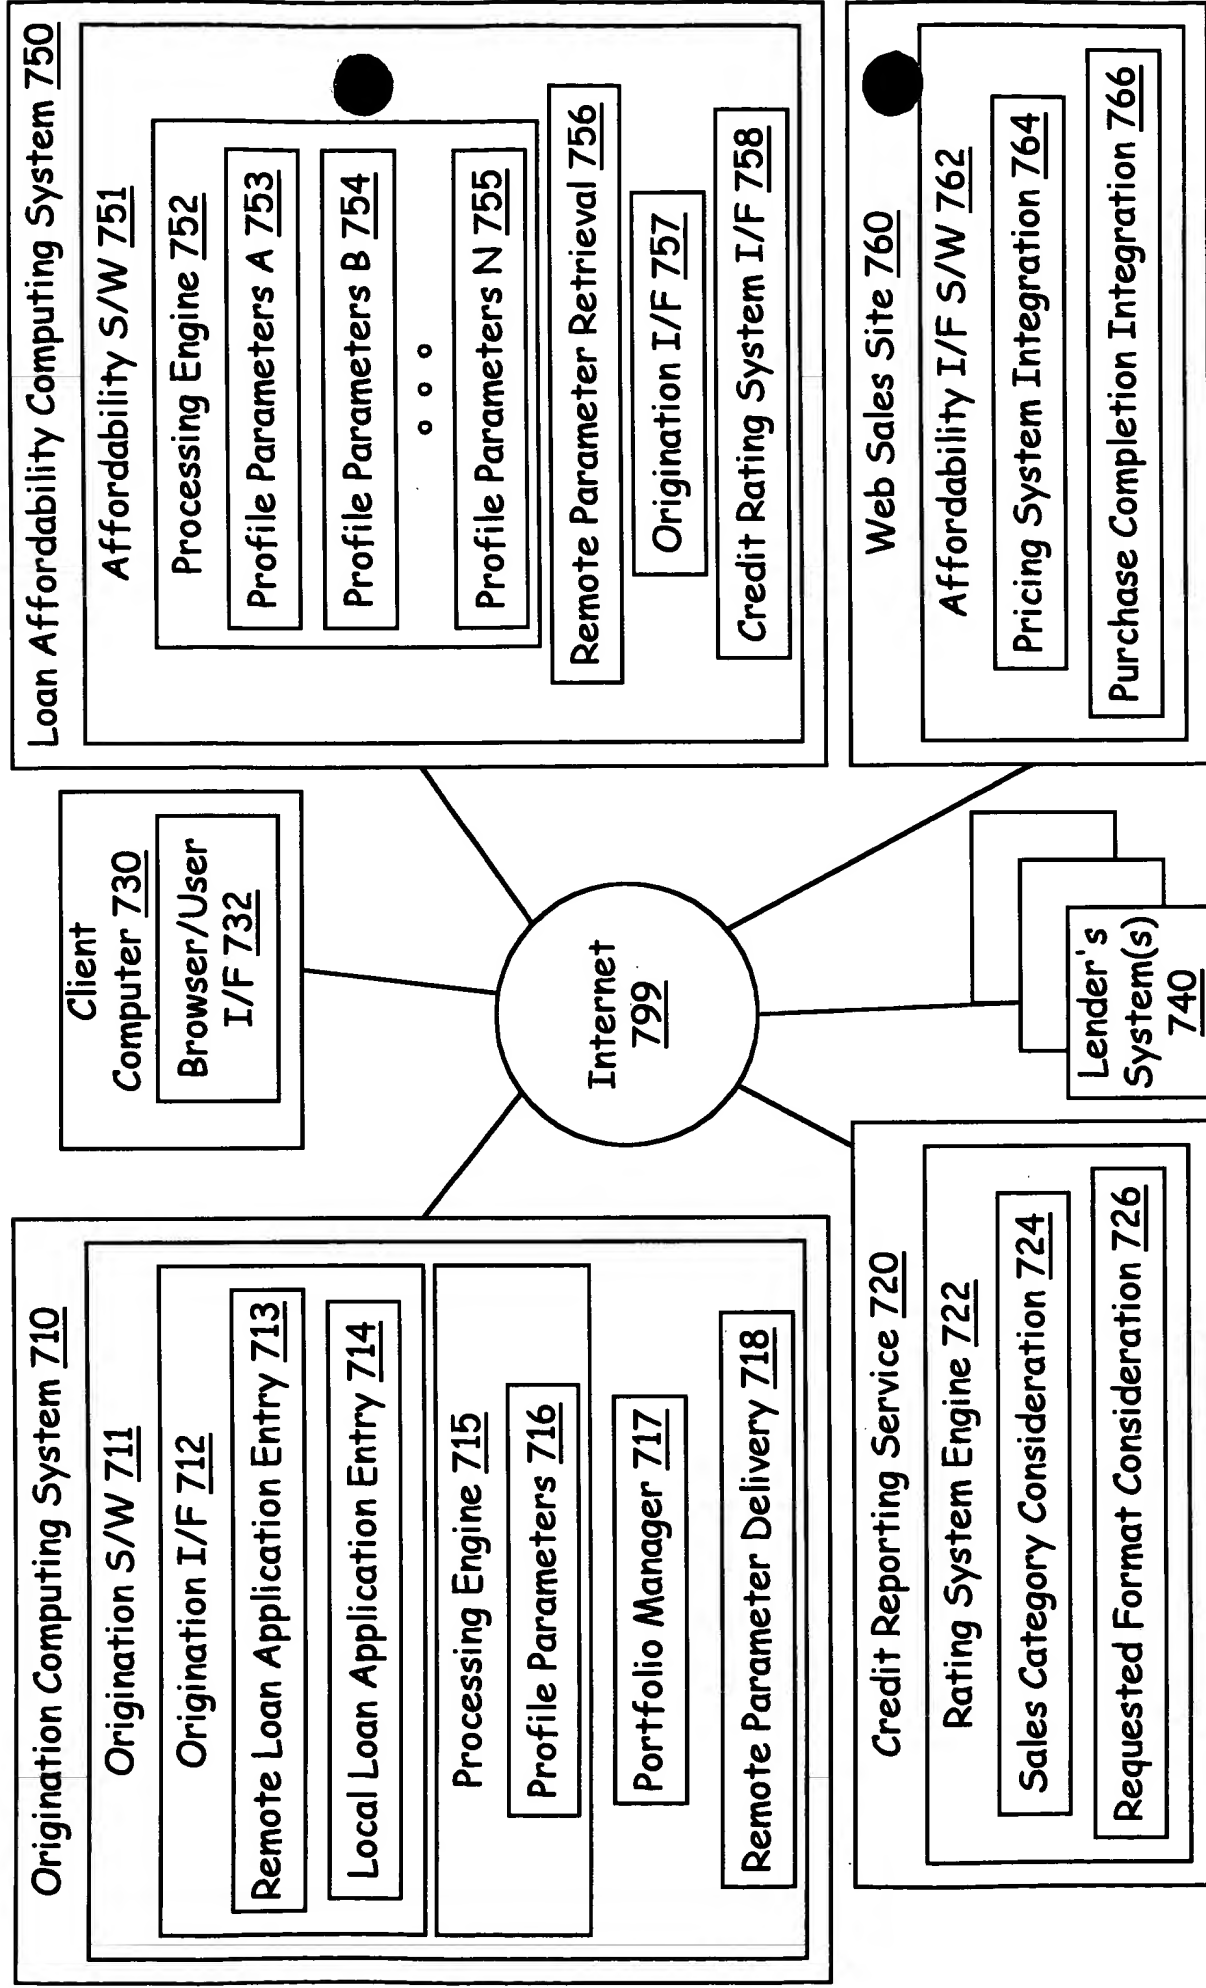 Origination Computing System 710
Origination S/W 711
Origination I/F 712
Remote Loan Application Entry 713
Local Loan Application Entry 714
Processing Engine 715
Profile Parameters 716
Portfolio Manager 717
Remote Parameter Delivery 718
Client
Computer 730
Browser/User
I/F 732
Loan Affordability Computing System 750
Affordability S/W 751
Processing Engine 752
Profile Parameters A 753
Profile Parameters B 754
Profile Parameters N 755
Remote Parameter Retrieval 756
Origination I/F 757
Credit Rating System I/F 758
Internet
799
Credit Reporting Service 720
Rating System Engine 722
Sales Category Consideration 724
Requested Format Consideration 726
Lender's
System(s)
740
Web Sales Site 760
Affordability I/F S/W 762
Pricing System Integration 764
Purchase Completion Integration 766